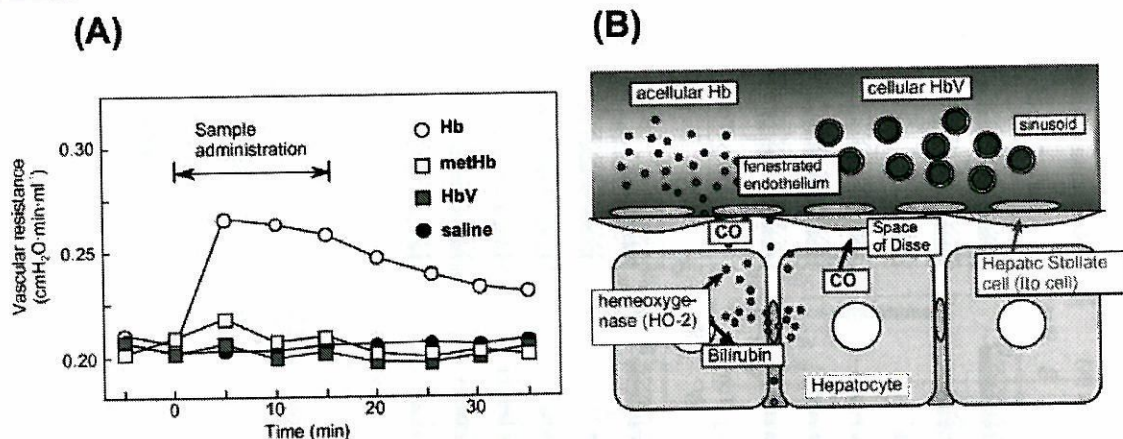 (A)
Vascular resistance
(cmH₂O·min·ml⁻¹)
0.30
0.25
0.20
Sample
administration
Hb
metHb
HbV
saline
0
10
20
30
Time (min)
(B)
acellular Hb
cellular HbV
sinusoid
fenestrated
endothelium
CO
Space
of Disse
CO
Hepatic Stollate
cell (Ito cell)
hemeoxyge-
nase (HO-2)
Bilirubin
Hepatocyte